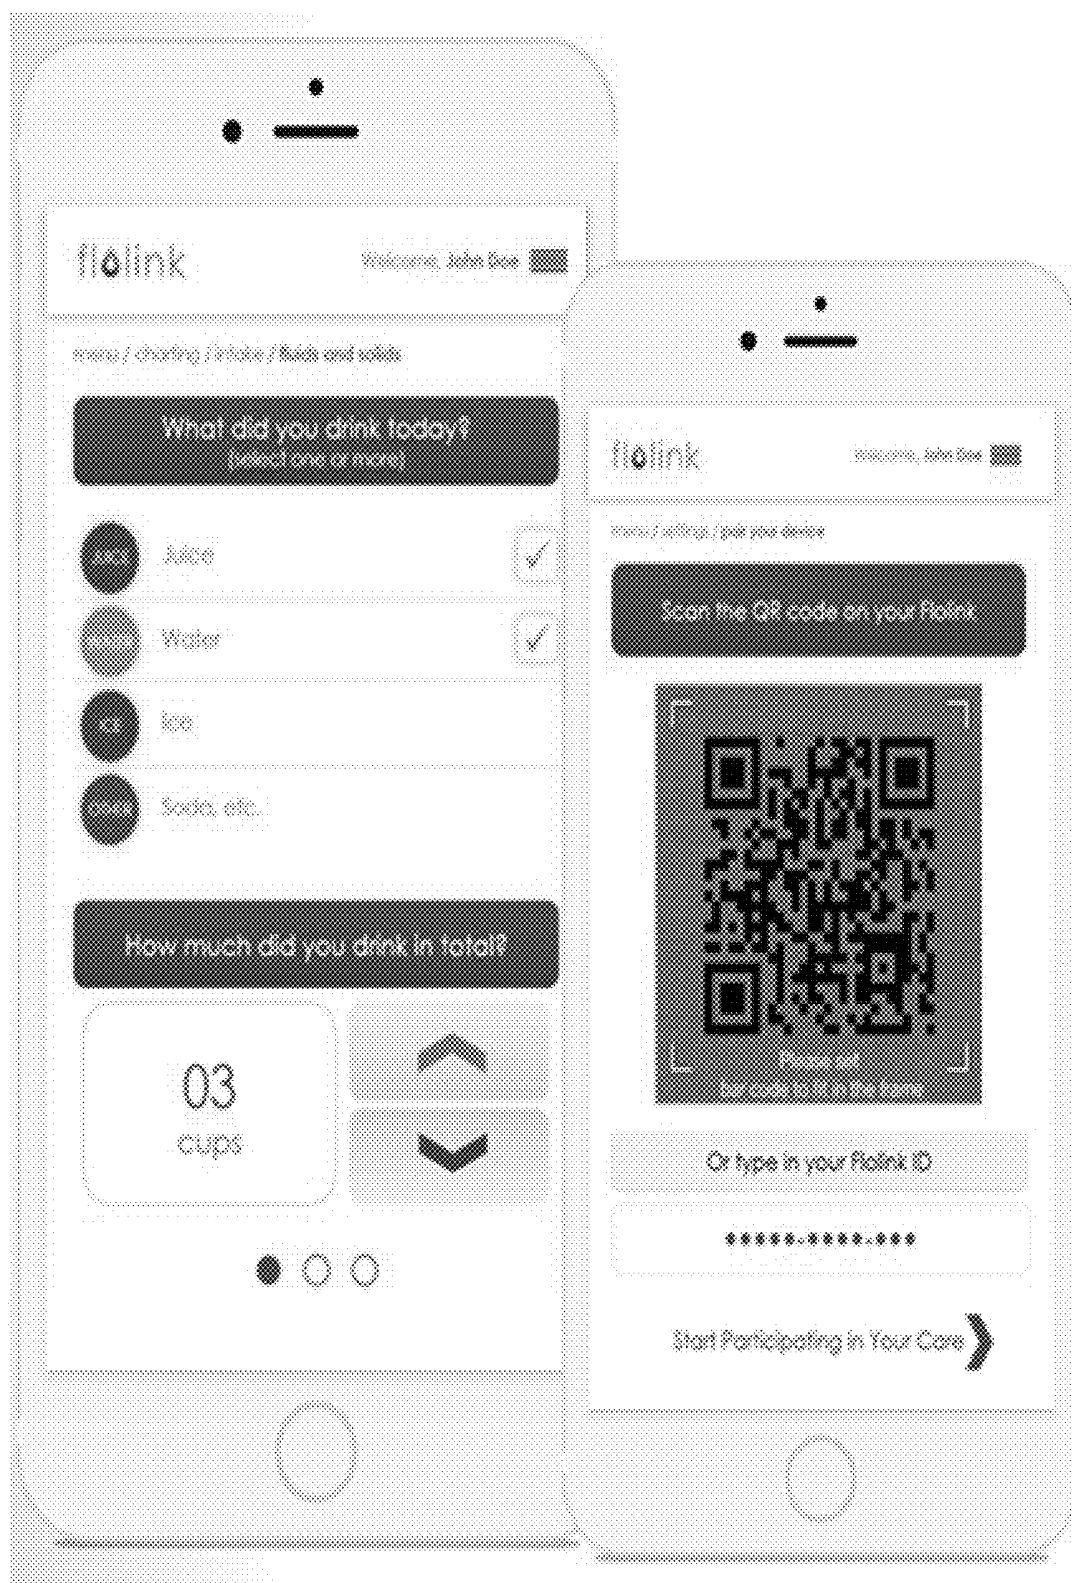 flolink
Welcome, John Doe
menu / charting / intake / fluids and solids
What did you drink today?
(select one or more)
Juice
Water
Ice
Soda, etc.
How much did you drink in total?
03
cups
flolink
Welcome, John Doe
menu / settings / pair your device
Scan the QR code on your Flolink
Or type in your Flolink ID
Start Participating in Your Care